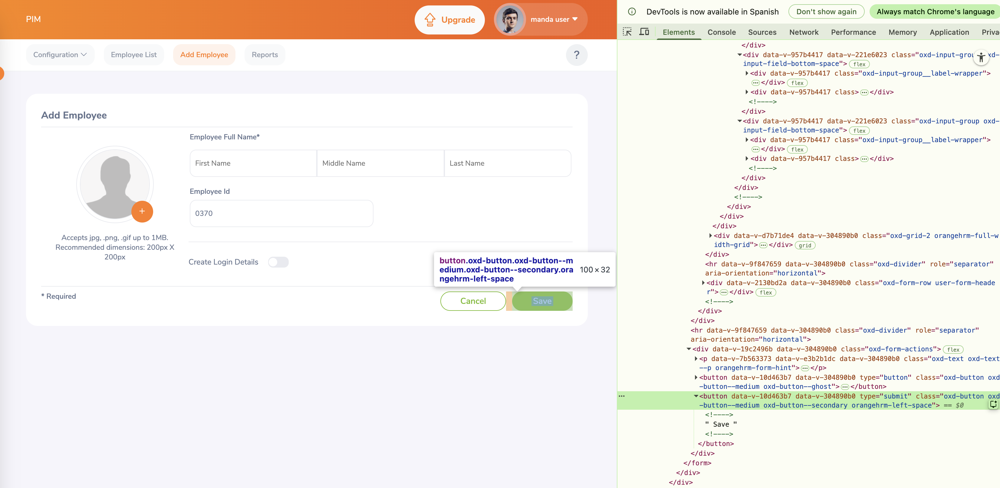 PIM
Upgrade
manda user
Configuration
Employee List
Add Employee
Reports
?
Add Employee
Employee Full Name*
First Name
Middle Name
Last Name
Employee Id
0370
+
Accepts jpg, .png, .gif up to 1MB.
Recommended dimensions: 200px X
200px
Create Login Details
button.oxd-button.oxd-button--m
edium.oxd-button--secondary.ora
ngehrm-left-space
100 × 32
* Required
Cancel
Save
DevTools is now available in Spanish
Don't show again
Always match Chrome's language
Elements
Console
Sources
Network
Performance
Memory
Application
</div>
<div data-v-957b4417 data-v-221e6023 class="oxd-input-grou xd-
input-field-bottom-space"> flex
<div data-v-957b4417 class="oxd-input-group__label-wrapper">
… </div> flex
<div data-v-957b4417 class> … </div>
<!---->
</div>
<div data-v-957b4417 data-v-221e6023 class="oxd-input-group oxd-
input-field-bottom-space"> flex
<div data-v-957b4417 class="oxd-input-group__label-wrapper">
… </div> flex
<div data-v-957b4417 class> … </div>
<!---->
</div>
</div>
<!---->
</div>
</div>
</div>
<div data-v-d7b71de4 data-v-304890b0 class="oxd-grid-2 orangehrm-full-w
idth-grid"> … </div> grid
</div>
<hr data-v-9f847659 data-v-304890b0 class="oxd-divider" role="separator"
aria-orientation="horizontal">
<div data-v-2130bd2a data-v-304890b0 class="oxd-form-row user-form-heade
r"> … </div> flex
<!---->
</div>
</div>
<hr data-v-9f847659 data-v-304890b0 class="oxd-divider" role="separator"
aria-orientation="horizontal">
<div data-v-19c2496b data-v-304890b0 class="oxd-form-actions"> flex
<p data-v-7b563373 data-v-e3b2b1dc data-v-304890b0 class="oxd-text oxd-text
--p orangehrm-form-hint"> … </p>
<button data-v-10d463b7 data-v-304890b0 type="button" class="oxd-button oxd
-button--medium oxd-button--ghost"> … </button>
… <button data-v-10d463b7 data-v-304890b0 type="submit" class="oxd-button oxd
-button--medium oxd-button--secondary orangehrm-left-space"> == $0
<!---->
" Save "
<!---->
</button>
</div>
</form>
</div>
</div>